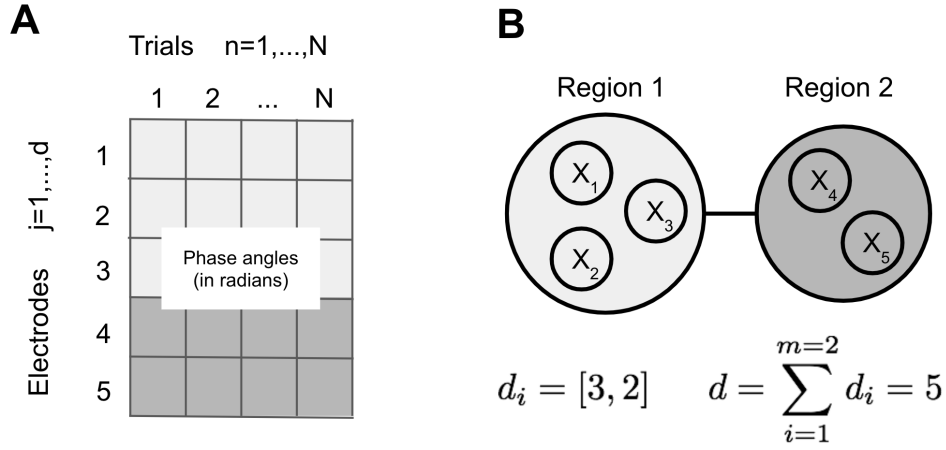 A
Trials n=1,...,N
1 2 ... N
Electrodes j=1,...,d
1
2
3
4
5
Phase angles
(in radians)
B
Region 1
Region 2
X₁
X₂
X₃
X₄
X₅
dᵢ = [3, 2]
d = ∑_{i=1}^{m=2} dᵢ = 5